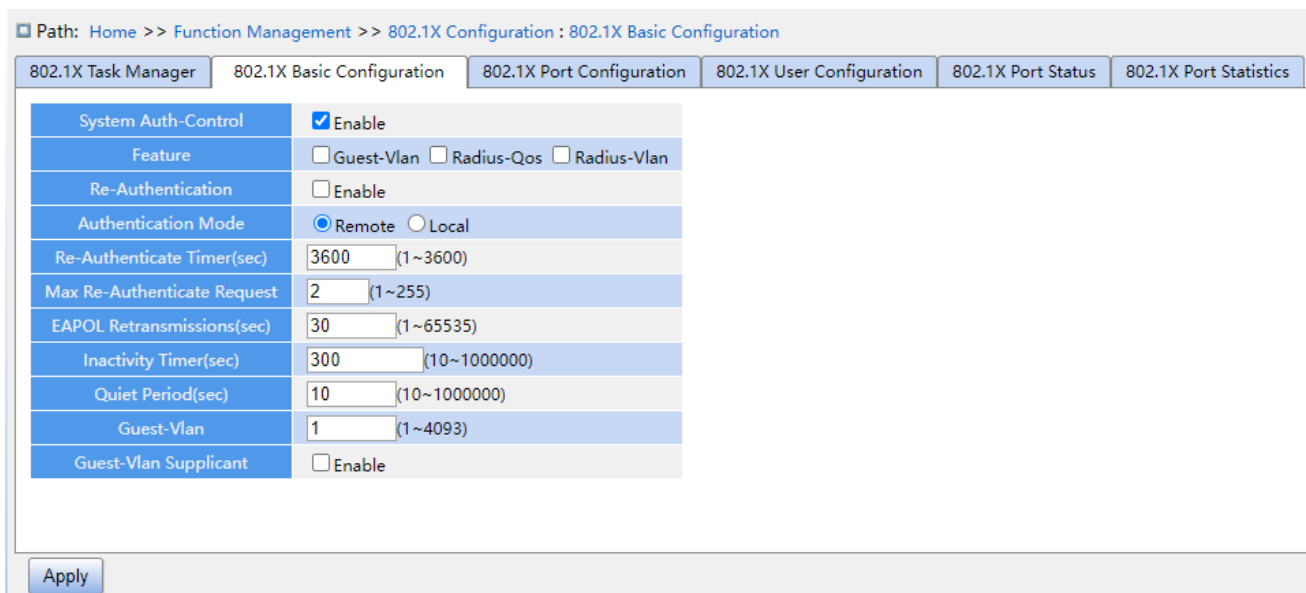 Path: Home >> Function Management >> 802.1X Configuration : 802.1X Basic Configuration
802.1X Task Manager 802.1X Basic Configuration 802.1X Port Configuration 802.1X User Configuration 802.1X Port Status 802.1X Port Statistics
System Auth-Control Enable
Feature Guest-Vlan Radius-Qos Radius-Vlan
Re-Authentication Enable
Authentication Mode Remote Local
Re-Authenticate Timer(sec) 3600 (1~3600)
Max Re-Authenticate Request 2 (1~255)
EAPOL Retransmissions(sec) 30 (1~65535)
Inactivity Timer(sec) 300 (10~1000000)
Quiet Period(sec) 10 (10~1000000)
Guest-Vlan 1 (1~4093)
Guest-Vlan Supplicant Enable
Apply